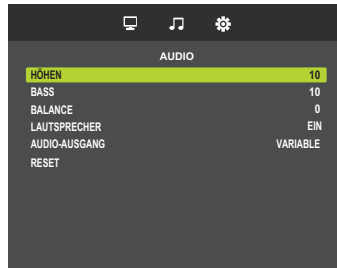 AUDIO
HÖHEN 10
BASS 10
BALANCE 0
LAUTSPRECHER EIN
AUDIO-AUSGANG VARIABLE
RESET